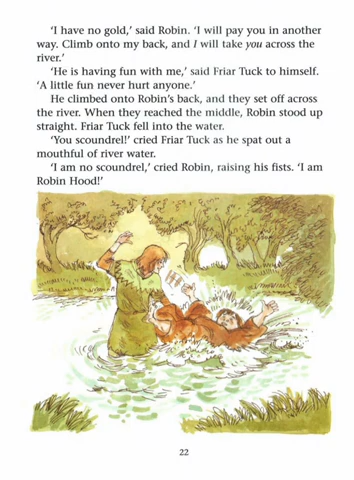 ‘I have no gold,’ said Robin. ‘I will pay you in another
way. Climb onto my back, and I will take you across the
river.’
‘He is having fun with me,’ said Friar Tuck to himself.
‘A little fun never hurt anyone.’
He climbed onto Robin’s back, and they set off across
the river. When they reached the middle, Robin stood up
straight. Friar Tuck fell into the water.
‘You scoundrel!’ cried Friar Tuck as he spat out a
mouthful of river water.
‘I am no scoundrel,’ cried Robin, raising his fists. ‘I am
Robin Hood!’
22